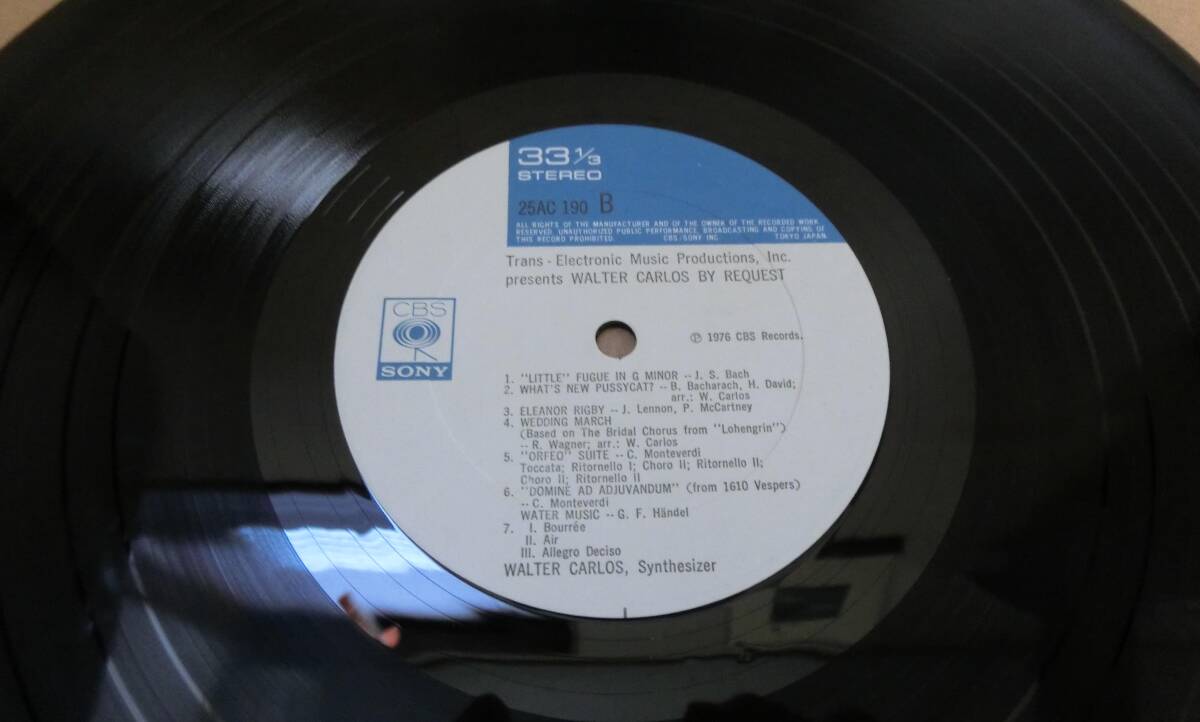 33 1/3
STEREO
25AC 190 B
ALL RIGHTS OF THE MANUFACTURER AND OF THE OWNER OF THE RECORDED WORK
RESERVED. UNAUTHORIZED PUBLIC PERFORMANCE, BROADCASTING AND COPYING OF
THIS RECORD PROHIBITED. CBS/SONY INC. TOKYO JAPAN
Trans - Electronic Music Productions, Inc.
presents WALTER CARLOS BY REQUEST
CBS
SONY
Ⓟ 1976 CBS Records.
1. "LITTLE" FUGUE IN G MINOR -- J. S. Bach
2. WHAT'S NEW PUSSYCAT? -- B. Bacharach, H. David;
arr.: W. Carlos
3. ELEANOR RIGBY -- J. Lennon, P. McCartney
4. WEDDING MARCH
(Based on The Bridal Chorus from "Lohengrin")
-- R. Wagner; arr.: W. Carlos
5. "ORFEO" SUITE -- C. Monteverdi
Toccata; Ritornello I; Choro II; Ritornello II;
Choro II; Ritornello II
6. "DOMINE AD ADJUVANDUM" (from 1610 Vespers)
-- C. Monteverdi
WATER MUSIC -- G. F. Händel
7. I. Bourrée
II. Air
III. Allegro Deciso
WALTER CARLOS, Synthesizer